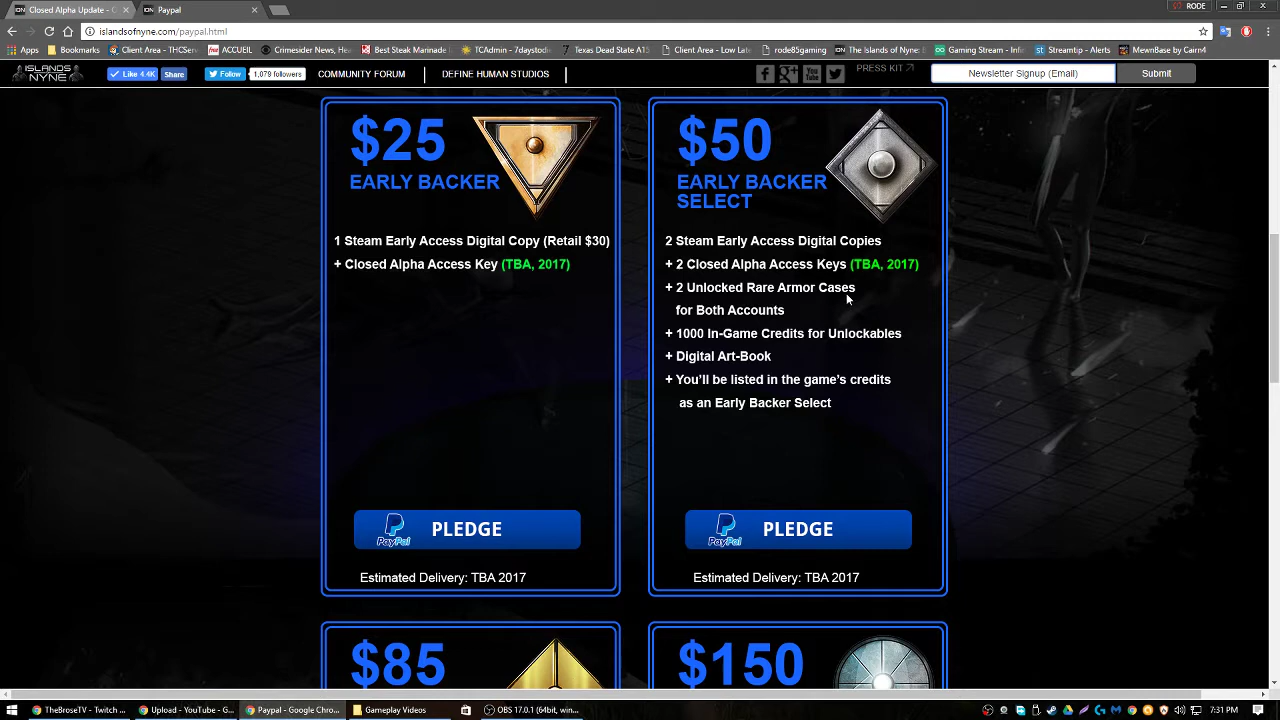 Closed Alpha Update - C
Paypal
RODE
islandsofnyne.com/paypal.html
Apps
Bookmarks
Client Area - THCServ
ACCUEIL
Crimesider News, Hea
Best Steak Marinade i
TCAdmin - 7daystodie
Texas Dead State A15
Client Area - Low Late
rode85gaming
The Islands of Nyne: B
Gaming Stream - Infe
Streamtip - Alerts
MewnBase by Cairn4
ISLANDS NYNE
Like 4.4K
Share
Follow
1,079 followers
COMMUNITY FORUM
DEFINE HUMAN STUDIOS
PRESS KIT
Newsletter Signup (Email)
Submit
$25
EARLY BACKER
1 Steam Early Access Digital Copy (Retail $30)
+ Closed Alpha Access Key (TBA, 2017)
PayPal
PLEDGE
Estimated Delivery: TBA 2017
$50
EARLY BACKER
SELECT
2 Steam Early Access Digital Copies
+ 2 Closed Alpha Access Keys (TBA, 2017)
+ 2 Unlocked Rare Armor Cases
for Both Accounts
+ 1000 In-Game Credits for Unlockables
+ Digital Art-Book
+ You'll be listed in the game's credits
as an Early Backer Select
PayPal
PLEDGE
Estimated Delivery: TBA 2017
$85
$150
TheBroseTV - Twitch ...
Upload - YouTube - G...
Paypal - Google Chro...
Gameplay Videos
OBS 17.0.1 (64bit, win...
7:31 PM